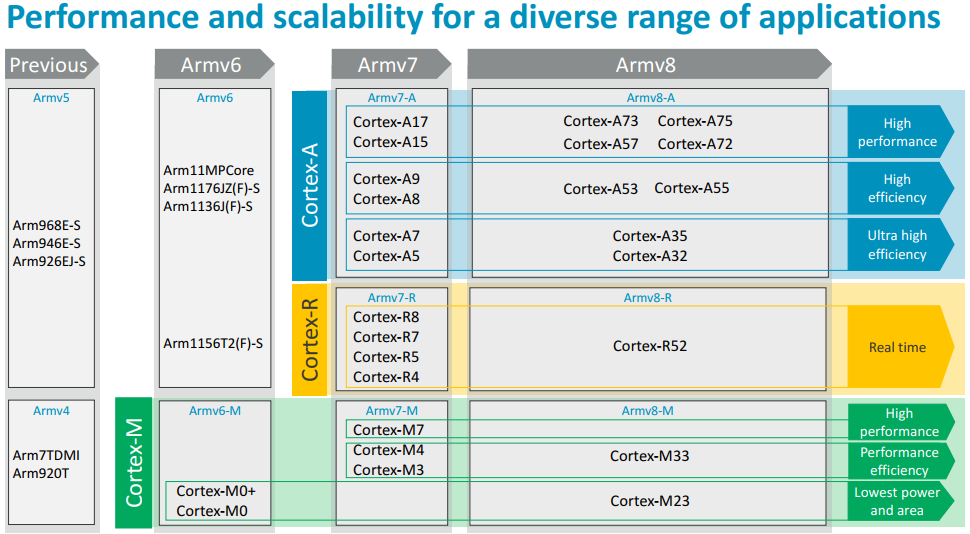 Performance and scalability for a diverse range of applications
Previous
Armv6
Armv7
Armv8
Armv5
Arm968E-S
Arm946E-S
Arm926EJ-S
Armv6
Arm11MPCore
Arm1176JZ(F)-S
Arm1136J(F)-S
Arm1156T2(F)-S
Cortex-A
Armv7-A
Armv8-A
Cortex-A17
Cortex-A15
Cortex-A73 Cortex-A75
Cortex-A57 Cortex-A72
High
performance
Cortex-A9
Cortex-A8
Cortex-A53 Cortex-A55
High
efficiency
Cortex-A7
Cortex-A5
Cortex-A35
Cortex-A32
Ultra high
efficiency
Cortex-R
Armv7-R
Armv8-R
Cortex-R8
Cortex-R7
Cortex-R5
Cortex-R4
Cortex-R52
Real time
Armv4
Arm7TDMI
Arm920T
Cortex-M
Armv6-M
Armv7-M
Armv8-M
Cortex-M7
High
performance
Cortex-M4
Cortex-M3
Cortex-M33
Performance
efficiency
Cortex-M0+
Cortex-M0
Cortex-M23
Lowest power
and area